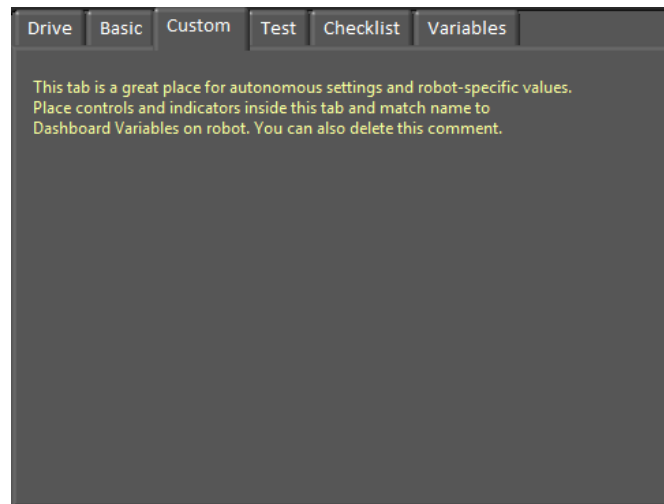 Drive Basic Custom Test Checklist Variables
This tab is a great place for autonomous settings and robot-specific values.
Place controls and indicators inside this tab and match name to
Dashboard Variables on robot. You can also delete this comment.